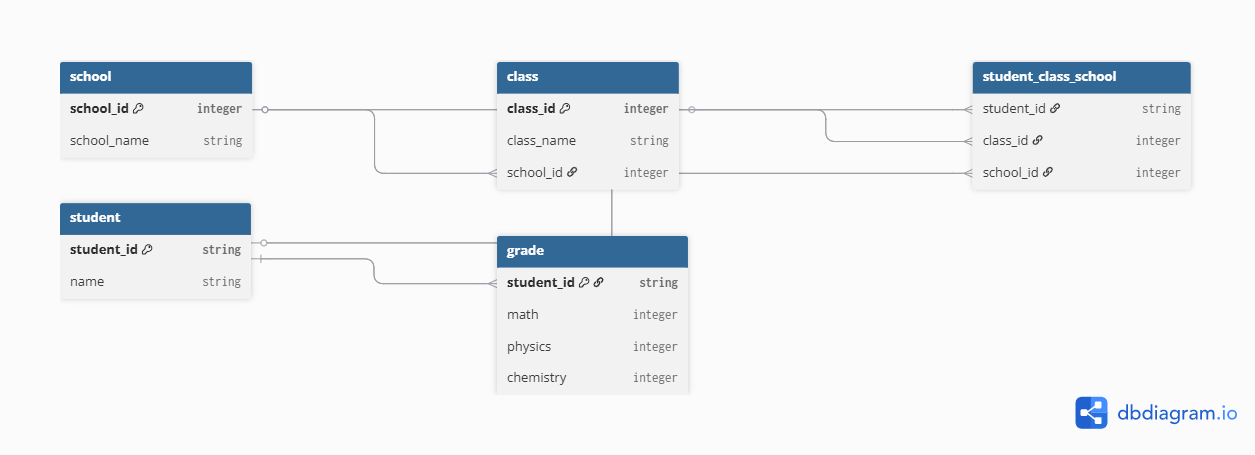 school
school_id integer
school_name string
class
class_id integer
class_name string
school_id integer
student_class_school
student_id string
class_id integer
school_id integer
student
student_id string
name string
grade
student_id string
math integer
physics integer
chemistry integer
dbdiagram.io